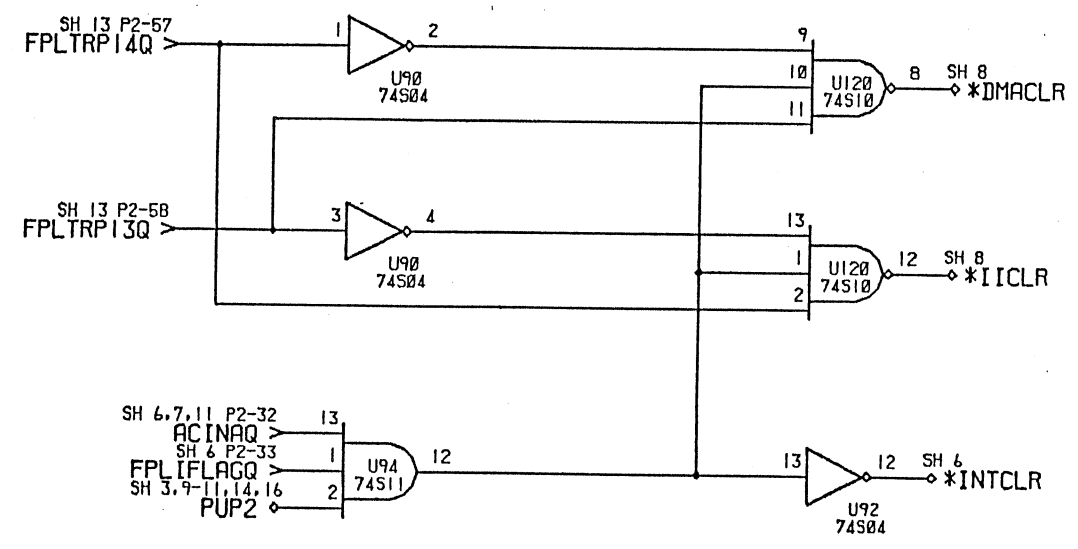 SH 13 P2-57
FPLTRP14Q
1
2
U90
74S04
9
10
11
U120
74S10
8
SH 8
*DMACLR
SH 13 P2-58
FPLTRP13Q
3
4
U90
74S04
13
1
2
U120
74S10
12
SH 8
*IICLR
SH 6,7,11 P2-32
ACINAQ
SH 6 P2-33
FPLIFLAGQ
SH 3,9-11,14,16
PUP2
13
1
2
U94
74S11
12
13
12
U92
74S04
SH 6
*INTCLR